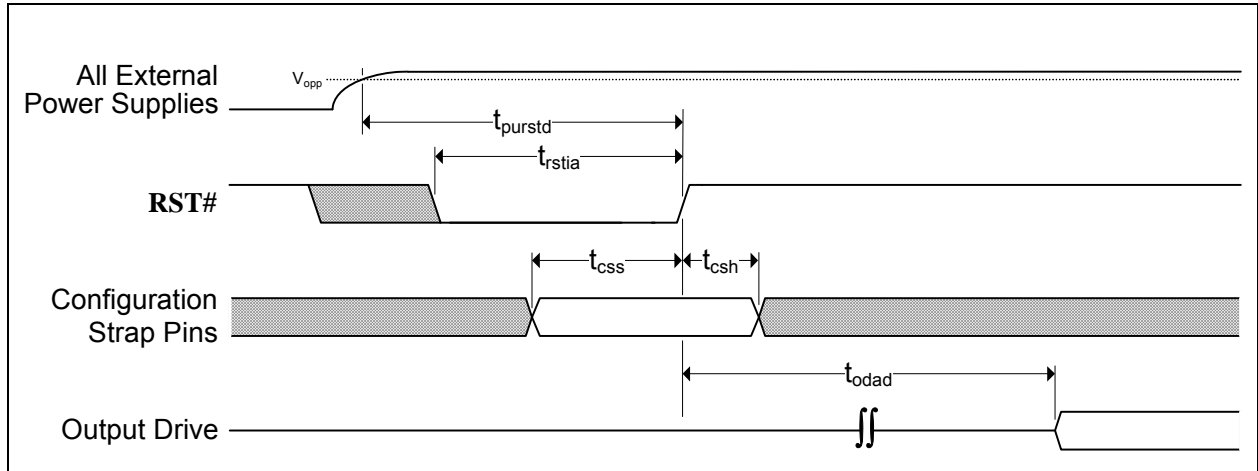 All External
Power Supplies
Vopp
tpurstd
trstia
RST#
tcss
tcsh
Configuration
Strap Pins
todad
Output Drive